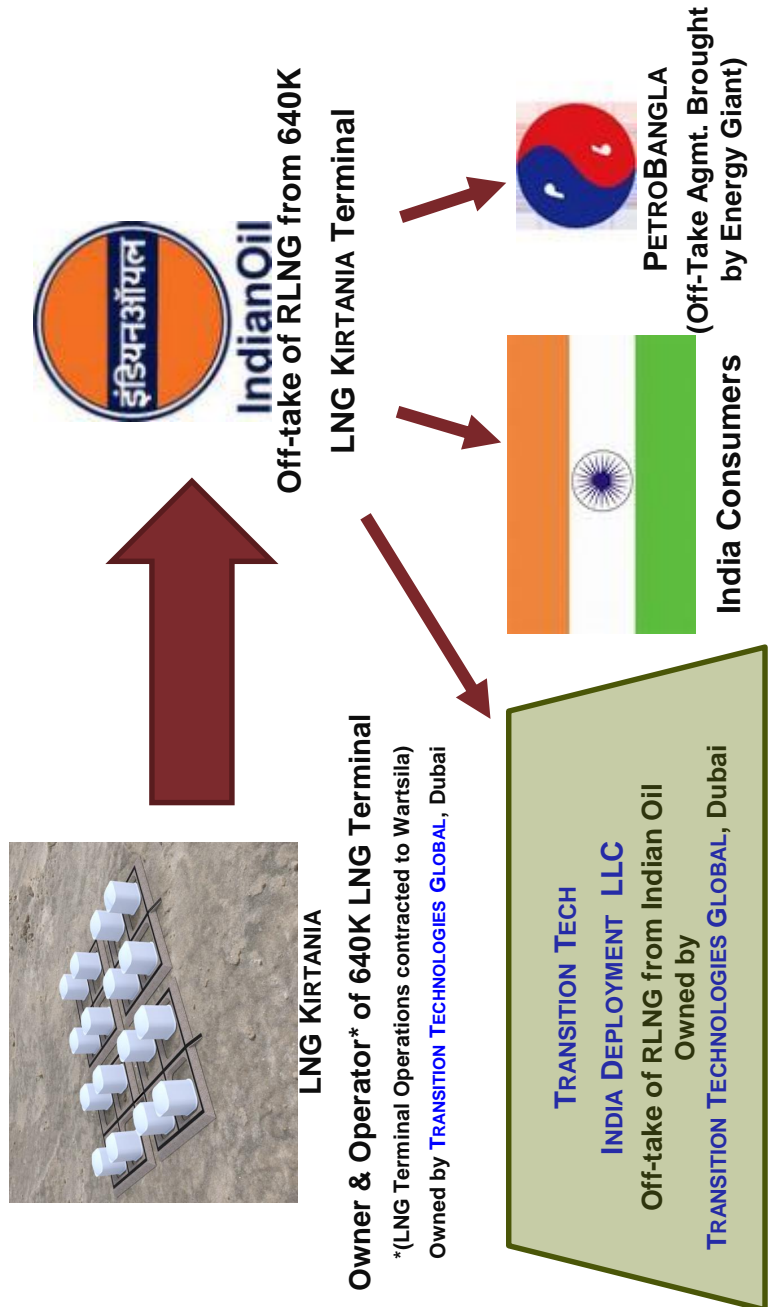 LNG KIRTANIA
Owner & Operator* of 640K LNG Terminal
*(LNG Terminal Operations contracted to Wartsila)
Owned by TRANSITION TECHNOLOGIES GLOBAL, Dubai
इंडियनऑयल
IndianOil
Off-take of RLNG from 640K
LNG KIRTANIA Terminal
TRANSITION TECH
INDIA DEPLOYMENT LLC
Off-take of RLNG from Indian Oil
Owned by
TRANSITION TECHNOLOGIES GLOBAL, Dubai
India Consumers
PETROBANGLA
(Off-Take Agmt. Brought
by Energy Giant)